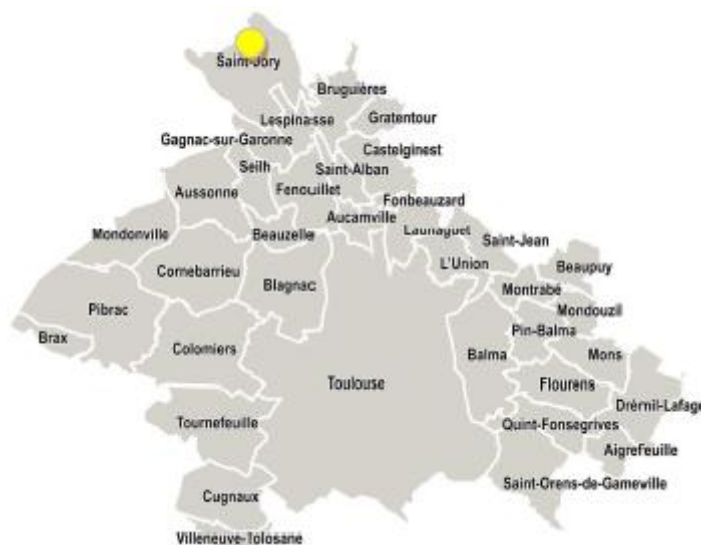 Saint-Jory
Bruguières
Lespinasse
Gratentour
Gagnac-sur-Garonne
Castelginest
Seilh
Saint-Alban
Aussonne
Fenouillet
Fonbeauzard
Aucamville
Launaguet
Mondonville
Beauzelle
Saint-Jean
L'Union
Beaupuy
Cornebarrieu
Blagnac
Montrabé
Mondouzil
Pibrac
Pin-Balma
Brax
Colomiers
Balma
Mons
Toulouse
Flourens
Drémil-Lafage
Tournefeuille
Quint-Fonsegrives
Aigrefeuille
Saint-Orens-de-Gameville
Cugnaux
Villeneuve-Tolosane